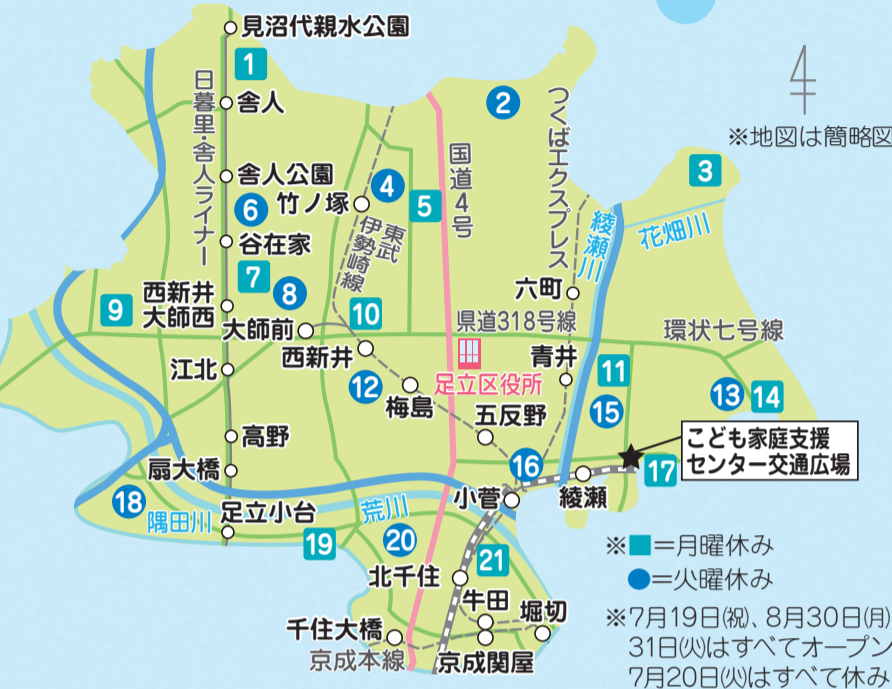 見沼代親水公園
1
日暮里・舎人ライナー
舎人
2
つくばエクスプレス
※地図は簡略図
舎人公園
4
竹ノ塚
5
国道4号
3
6
東武
伊勢崎線
綾瀬川
花畑川
谷在家
7
8
六町
9
西新井
大師西
大師前
10
県道318号線
環状七号線
西新井
足立区役所
青井
江北
12
梅島
11
13
14
15
五反野
高野
こども家庭支援
センター交通広場
扇大橋
16
17
小菅
綾瀬
18
隅田川
足立小台
荒川
19
20
※■=月曜休み
●=火曜休み
北千住
21
牛田
堀切
千住大橋
京成本線
京成関屋
※7月19日(祝)、8月30日(月)
31日(火)はすべてオープン
7月20日(火)はすべて休み